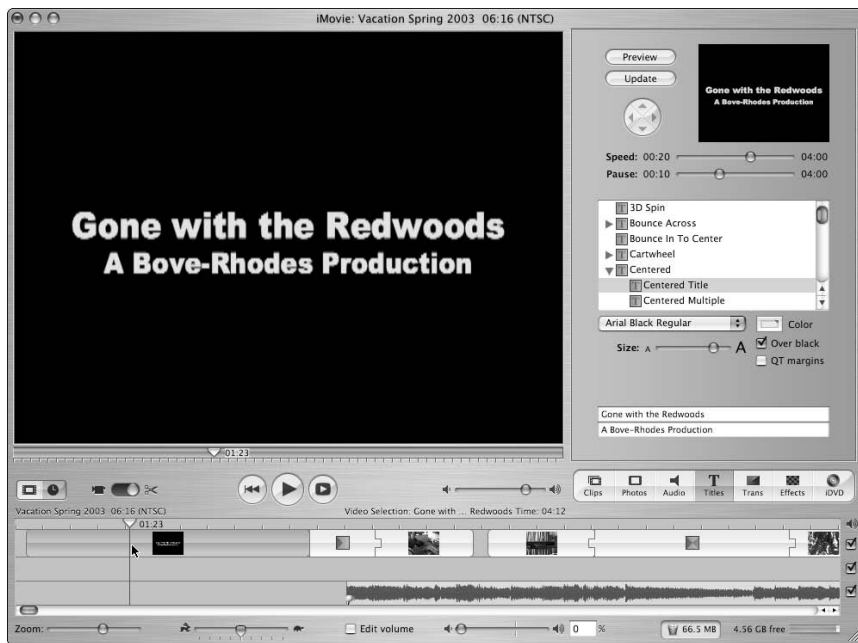 iMovie: Vacation Spring 2003 06:16 (NTSC)
Gone with the Redwoods
A Bove-Rhodes Production
01:23
Preview
Update
Gone with the Redwoods
A Bove-Rhodes Production
Speed: 00:20 04:00
Pause: 00:10 04:00
3D Spin
Bounce Across
Bounce In To Center
Cartwheel
Centered
Centered Title
Centered Multiple
Arial Black Regular
Color
Size: A A
Over black
QT margins
Gone with the Redwoods
A Bove-Rhodes Production
Clips Photos Audio Titles Trans Effects iDVD
Vacation Spring 2003 06:16 (NTSC) Video Selection: Gone with ... Redwoods Time: 04:12
01:23
Zoom: Edit volume 0 % 66.5 MB 4.56 GB free